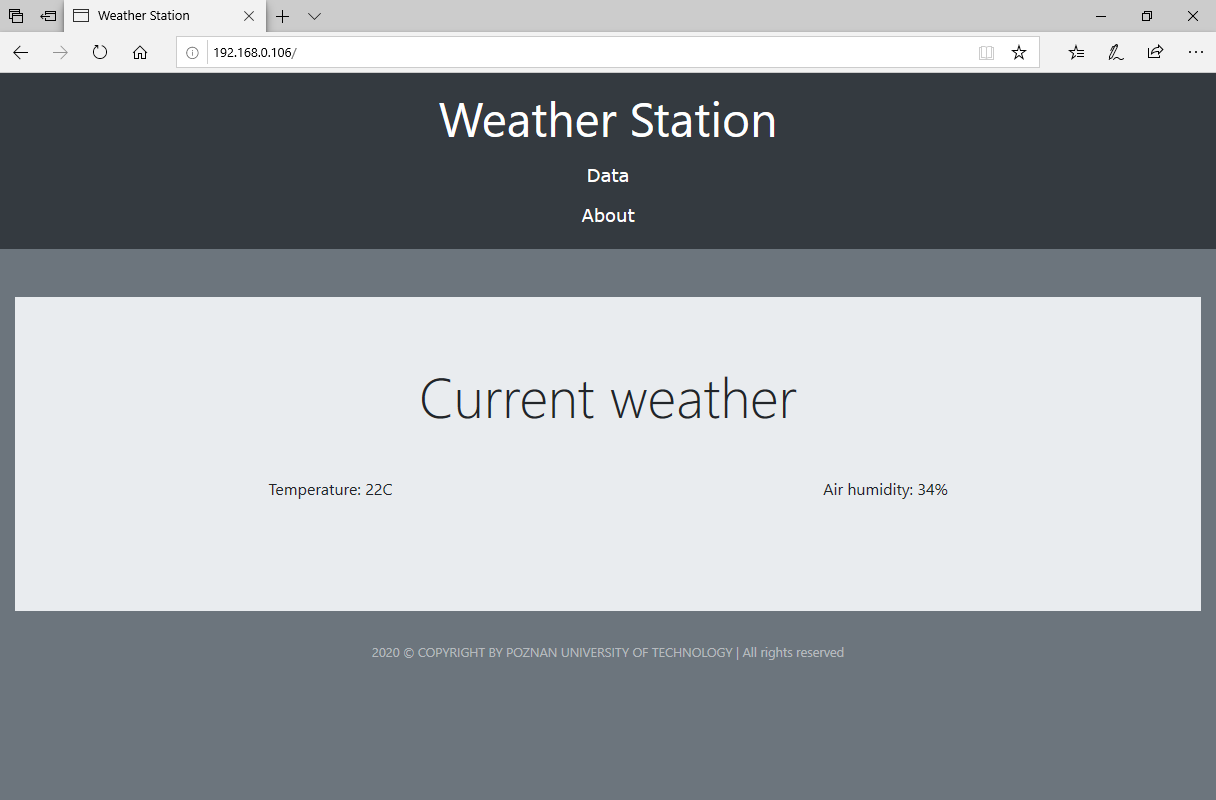 Weather Station
192.168.0.106/
Weather Station
Data
About
Current weather
Temperature: 22C
Air humidity: 34%
2020 © COPYRIGHT BY POZNAN UNIVERSITY OF TECHNOLOGY | All rights reserved